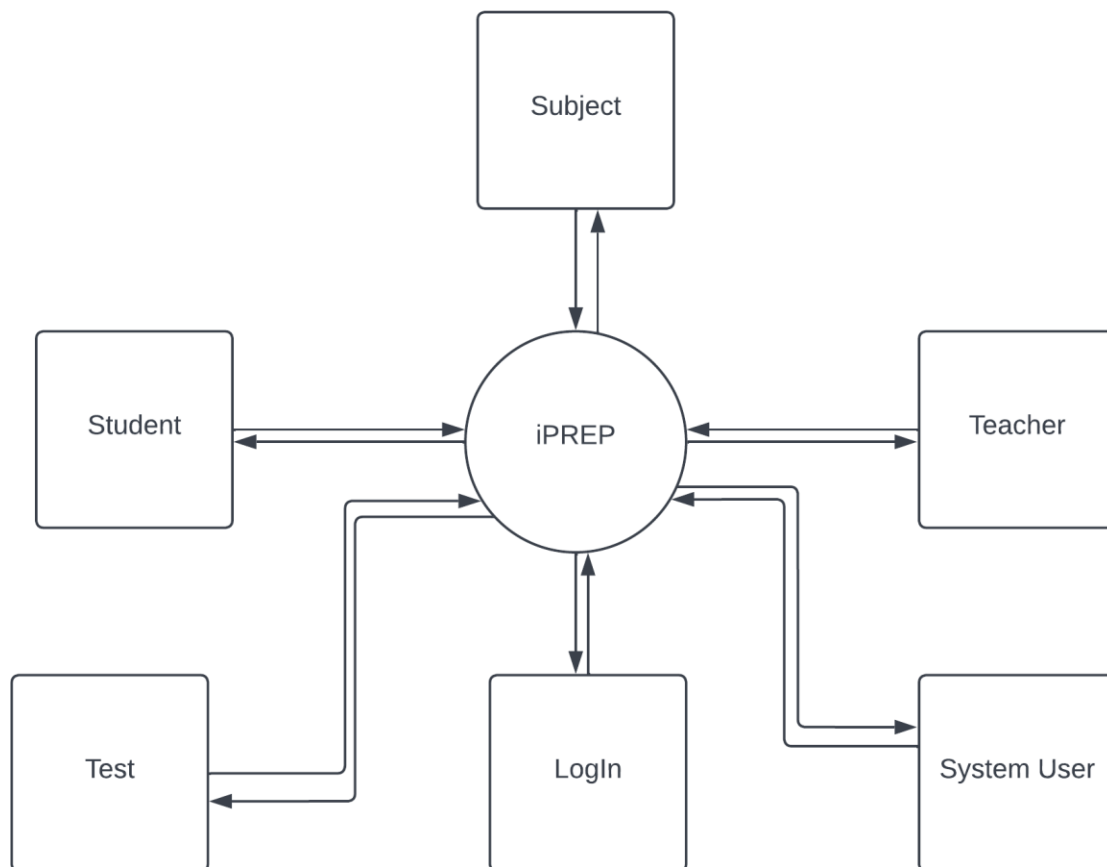 Subject
Student
iPREP
Teacher
Test
LogIn
System User